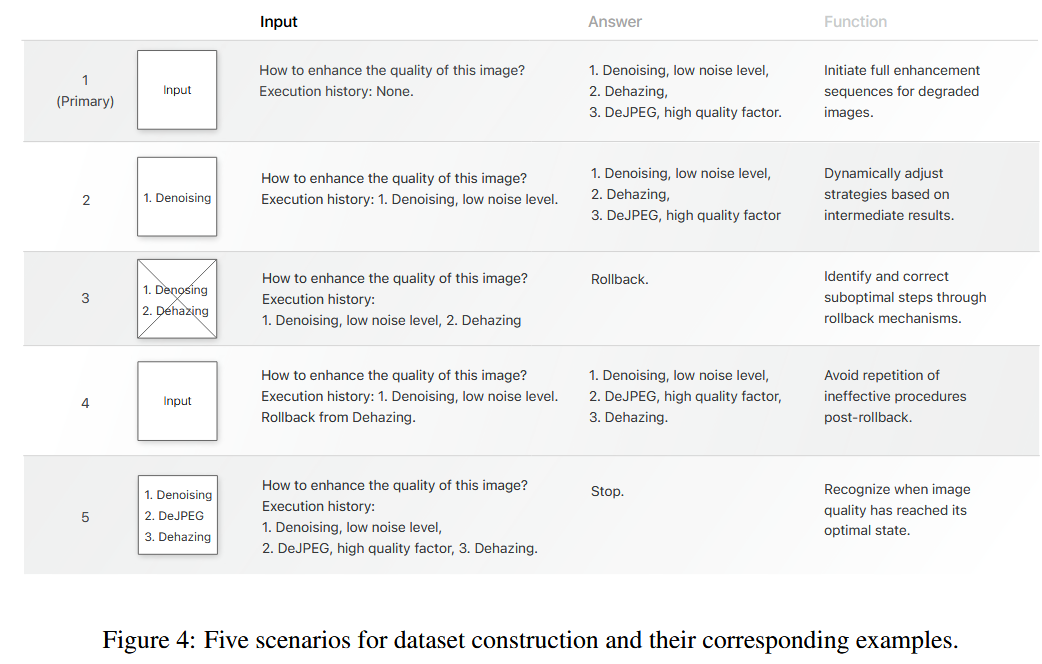 Input Answer Function
1
(Primary)
Input
How to enhance the quality of this image?
Execution history: None.
1. Denoising, low noise level,
2. Dehazing,
3. DeJPEG, high quality factor.
Initiate full enhancement
sequences for degraded
images.
2
1. Denoising
How to enhance the quality of this image?
Execution history: 1. Denoising, low noise level.
1. Denoising, low noise level,
2. Dehazing,
3. DeJPEG, high quality factor
Dynamically adjust
strategies based on
intermediate results.
3
1. Denosing
2. Dehazing
How to enhance the quality of this image?
Execution history:
1. Denoising, low noise level, 2. Dehazing
Rollback.
Identify and correct
suboptimal steps through
rollback mechanisms.
4
Input
How to enhance the quality of this image?
Execution history: 1. Denoising, low noise level.
Rollback from Dehazing.
1. Denoising, low noise level,
2. DeJPEG, high quality factor,
3. Dehazing.
Avoid repetition of
ineffective procedures
post-rollback.
5
1. Denoising
2. DeJPEG
3. Dehazing
How to enhance the quality of this image?
Execution history:
1. Denoising, low noise level,
2. DeJPEG, high quality factor, 3. Dehazing.
Stop.
Recognize when image
quality has reached its
optimal state.
Figure 4: Five scenarios for dataset construction and their corresponding examples.